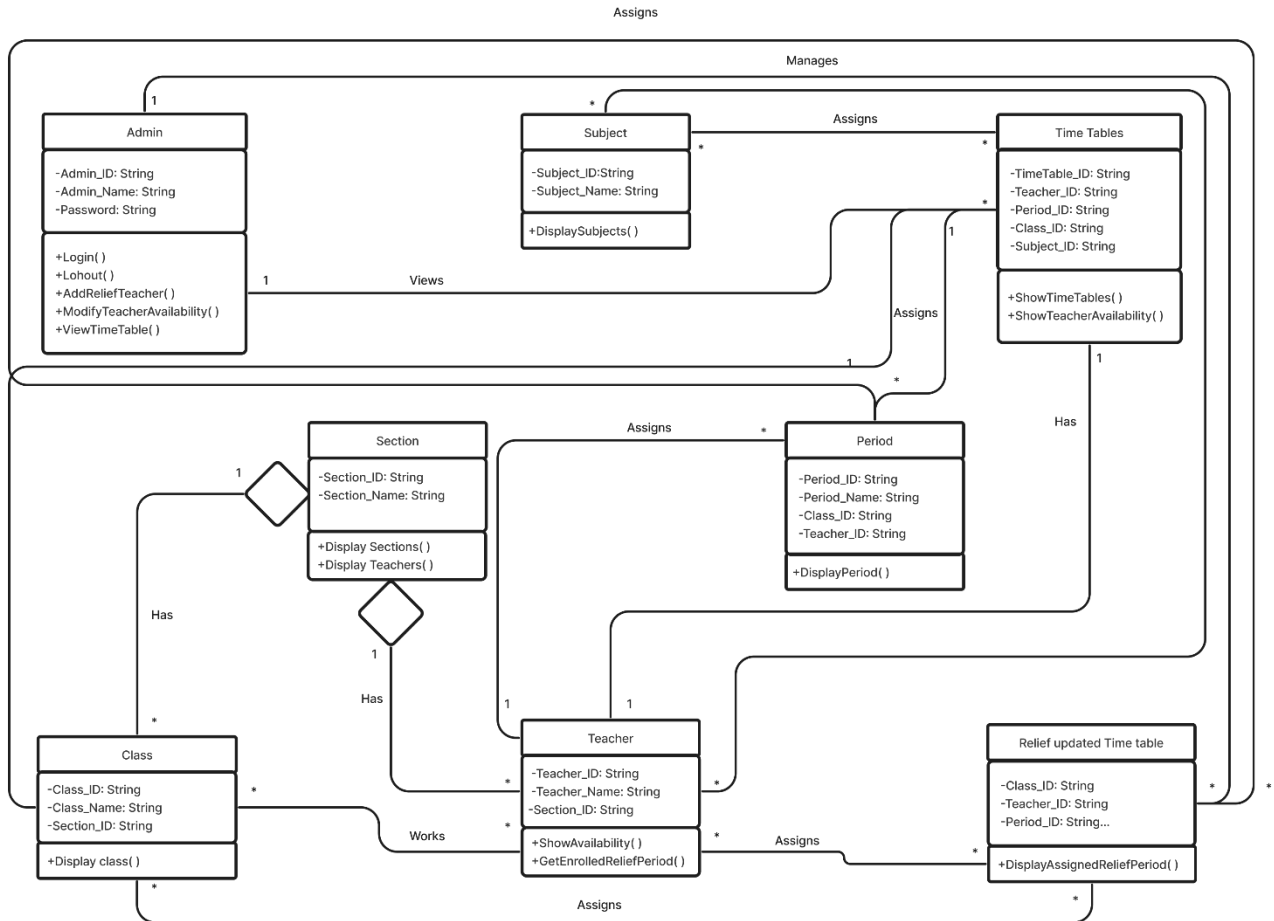 Assigns
Manages
1
*
Admin
-Admin_ID: String
-Admin_Name: String
-Password: String
+Login( )
+Lohout( )
+AddReliefTeacher( )
+ModifyTeacherAvailability( )
+ViewTimeTable( )
Subject
-Subject_ID:String
-Subject_Name: String
+DisplaySubjects( )
Assigns
*
*
Time Tables
-TimeTable_ID: String
-Teacher_ID: String
-Period_ID: String
-Class_ID: String
-Subject_ID: String
+ShowTimeTables( )
+ShowTeacherAvailability( )
*
1
1
Views
Assigns
1
*
1
Has
Section
-Section_ID: String
-Section_Name: String
+Display Sections( )
+Display Teachers( )
Assigns
*
Period
-Period_ID: String
-Period_Name: String
-Class_ID: String
-Teacher_ID: String
+DisplayPeriod( )
1
Has
*
1
Has
1
1
Class
-Class_ID: String
-Class_Name: String
-Section_ID: String
+Display class( )
*
Works
*
*
*
*
Teacher
-Teacher_ID: String
-Teacher_Name: String
-Section_ID: String
+ShowAvailability( )
+GetEnrolledReliefPeriod( )
Assigns
*
Relief updated Time table
-Class_ID: String
-Teacher_ID: String
-Period_ID: String...
+DisplayAssignedReliefPeriod( )
*
*
*
Assigns
*